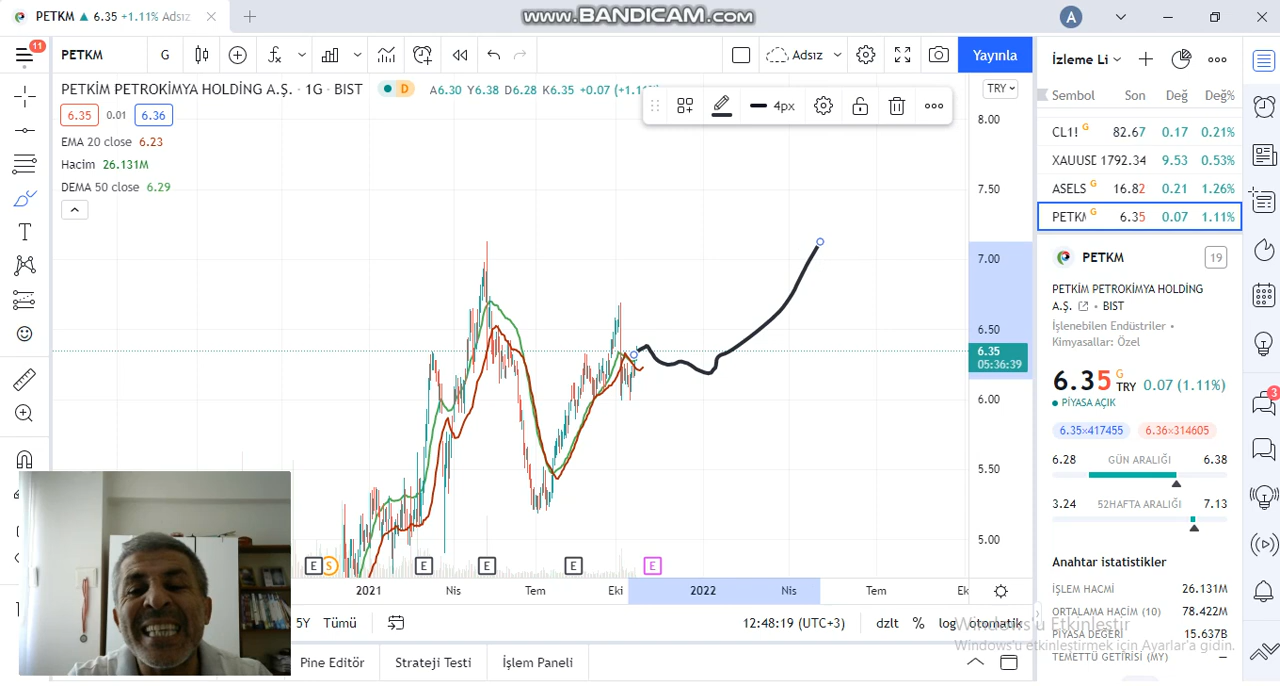 PETKM ▲ 6.35 +1.11% Adsız
www.BANDICAM.com
A
11
PETKM
G
Adsız
Yayınla
İzleme Li
PETKİM PETROKİMYA HOLDİNG A.Ş. · 1G · BIST
D
A6.30 Y6.38 D6.28 K6.35 +0.07
TRY
Sembol Son Değ Değ%
6.35 0.01 6.36
4px
8.00
CL1! G 82.67 0.17 0.21%
EMA 20 close 6.23
XAUUSD 1792.34 9.53 0.53%
Hacim 26.131M
DEMA 50 close 6.29
7.50
ASELS G 16.82 0.21 1.26%
PETKM G 6.35 0.07 1.11%
7.00
PETKM
19
PETKİM PETROKİMYA HOLDİNG
A.Ş. • BIST
İşlenebilen Endüstriler •
Kimyasallar: Özel
6.50
6.35
05:36:39
6.35 G TRY 0.07 (1.11%)
PİYASA AÇIK
6.00
6.35×417455 6.36×314605
6.28 GÜN ARALIĞI 6.38
5.50
3.24 52HAFTA ARALIĞI 7.13
5.00
3
E S E E E E
Anahtar istatistikler
2021 Nis Tem Eki 2022 Nis Tem Ek
İŞLEM HACMİ 26.131M
ORTALAMA HACİM (10) 78.422M
5Y Tümü
12:48:19 (UTC+3)
dzlt % log otomatik
Windows'u Etkinleştir
PİYASA DEĞERİ 15.637B
Windows'u etkinleştirmek için Ayarlar'a gidin.
TEMETTÜ GETİRİSİ (MY) —
Pine Editör Strateji Testi İşlem Paneli